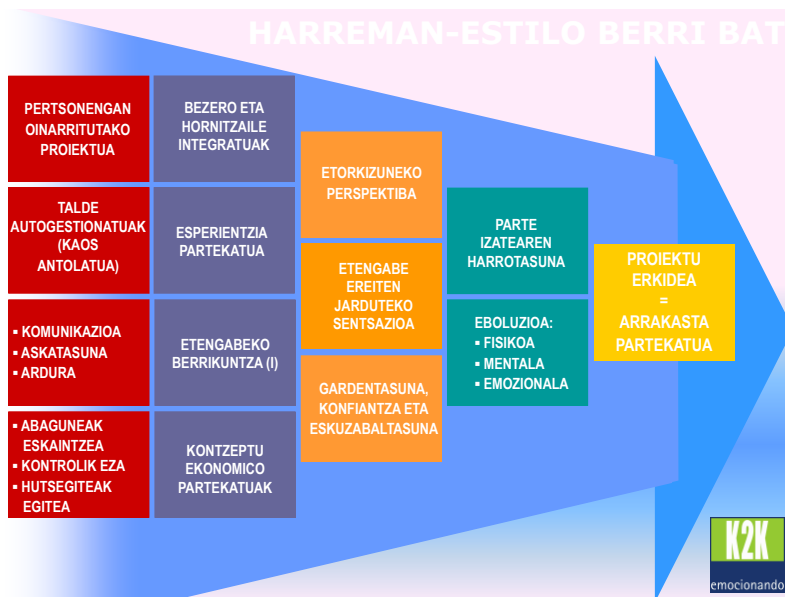 HARREMAN-ESTILO BERRI BAT
PERTSONENGAN
OINARRITUTAKO
PROIEKTUA
TALDE
AUTOGESTIONATUAK
(KAOS
ANTOLATUA)
▪ KOMUNIKAZIOA
▪ ASKATASUNA
▪ ARDURA
▪ ABAGUNEAK
ESKAINTZEA
▪ KONTROLIK EZA
▪ HUTSEGITEAK
EGITEA
BEZERO ETA
HORNITZAILE
INTEGRATUAK
ESPERIENTZIA
PARTEKATUA
ETENGABEKO
BERRIKUNTZA (I)
KONTZEPTU
EKONOMICO
PARTEKATUAK
ETORKIZUNEKO
PERSPEKTIBA
ETENGABE
EREITEN
JARDUTEKO
SENTSAZIOA
GARDENTASUNA,
KONFIANTZA ETA
ESKUZABALTASUNA
PARTE
IZATEAREN
HARROTASUNA
EBOLUZIOA:
▪ FISIKOA
▪ MENTALA
▪ EMOZIONALA
PROIEKTU
ERKIDEA
=
ARRAKASTA
PARTEKATUA
K2K
emocionando